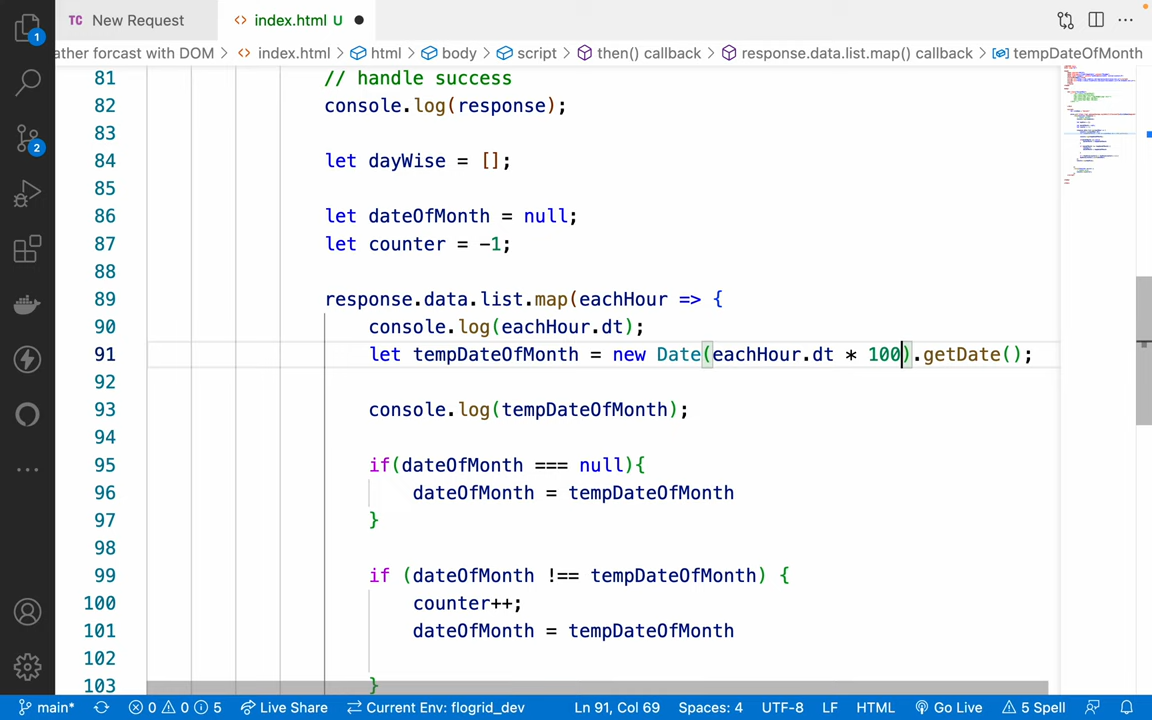 TC New Request
<> index.html U ●
ather forcast with DOM > <> index.html > html > body > script > then() callback > response.data.list.map() callback > tempDateOfMonth
81 // handle success
82 console.log(response);
83
84 let dayWise = [];
85
86 let dateOfMonth = null;
87 let counter = -1;
88
89 response.data.list.map(eachHour => {
90 console.log(eachHour.dt);
91 let tempDateOfMonth = new Date(eachHour.dt * 100).getDate();
92
93 console.log(tempDateOfMonth);
94
95 if(dateOfMonth === null){
96 dateOfMonth = tempDateOfMonth
97 }
98
99 if (dateOfMonth !== tempDateOfMonth) {
100 counter++;
101 dateOfMonth = tempDateOfMonth
102
103 }
1
2
main* 0 0 5 Live Share Current Env: flogrid_dev Ln 91, Col 69 Spaces: 4 UTF-8 LF HTML Go Live 5 Spell